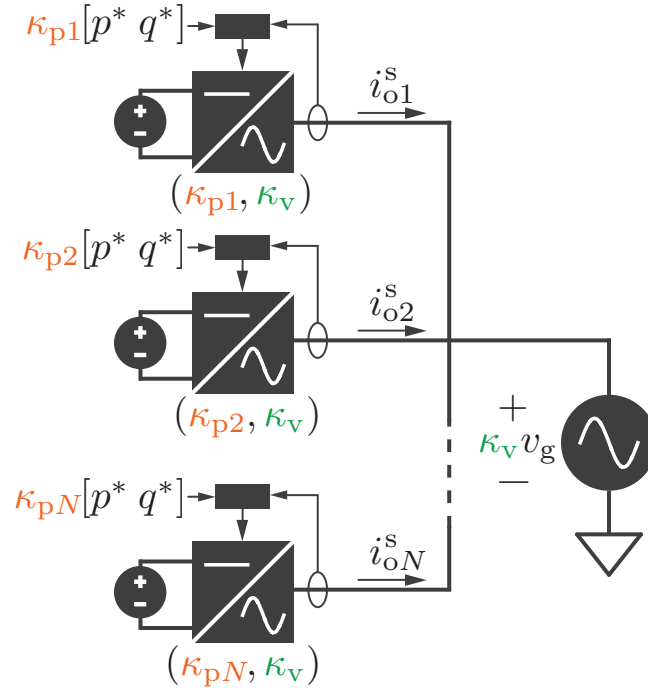 κp1[p* q*]
i^s_o1
(κp1, κv)
κp2[p* q*]
i^s_o2
(κp2, κv)
+
κv vg
−
κpN[p* q*]
i^s_oN
(κpN, κv)